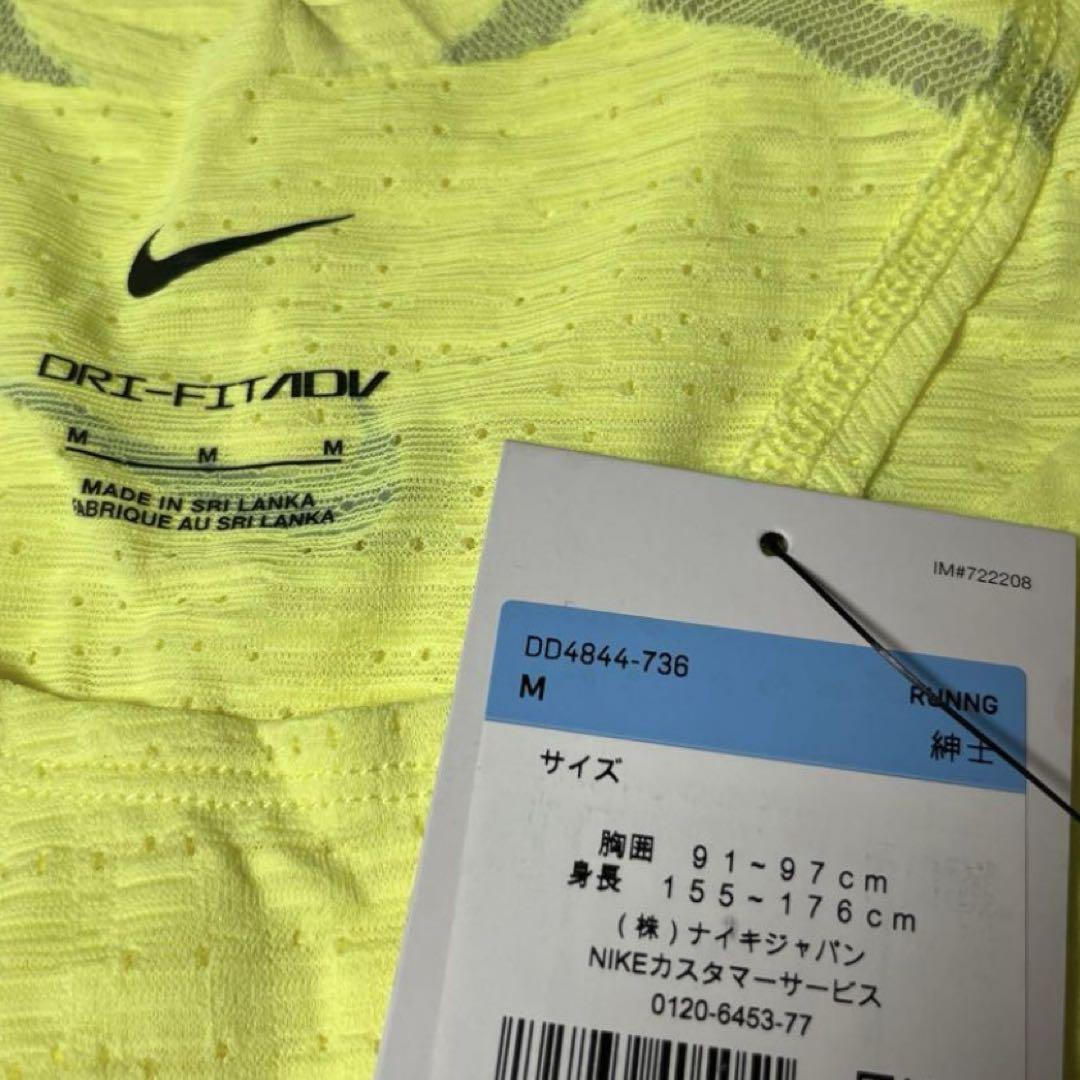 DRI-FIT ADV
M M M
MADE IN SRI LANKA
FABRIQUE AU SRI LANKA
IM#722208
DD4844-736
M RUNNG
紳士
サイズ
胸囲 91~97cm
身長 155~176cm
(株)ナイキジャパン
NIKEカスタマーサービス
0120-6453-77